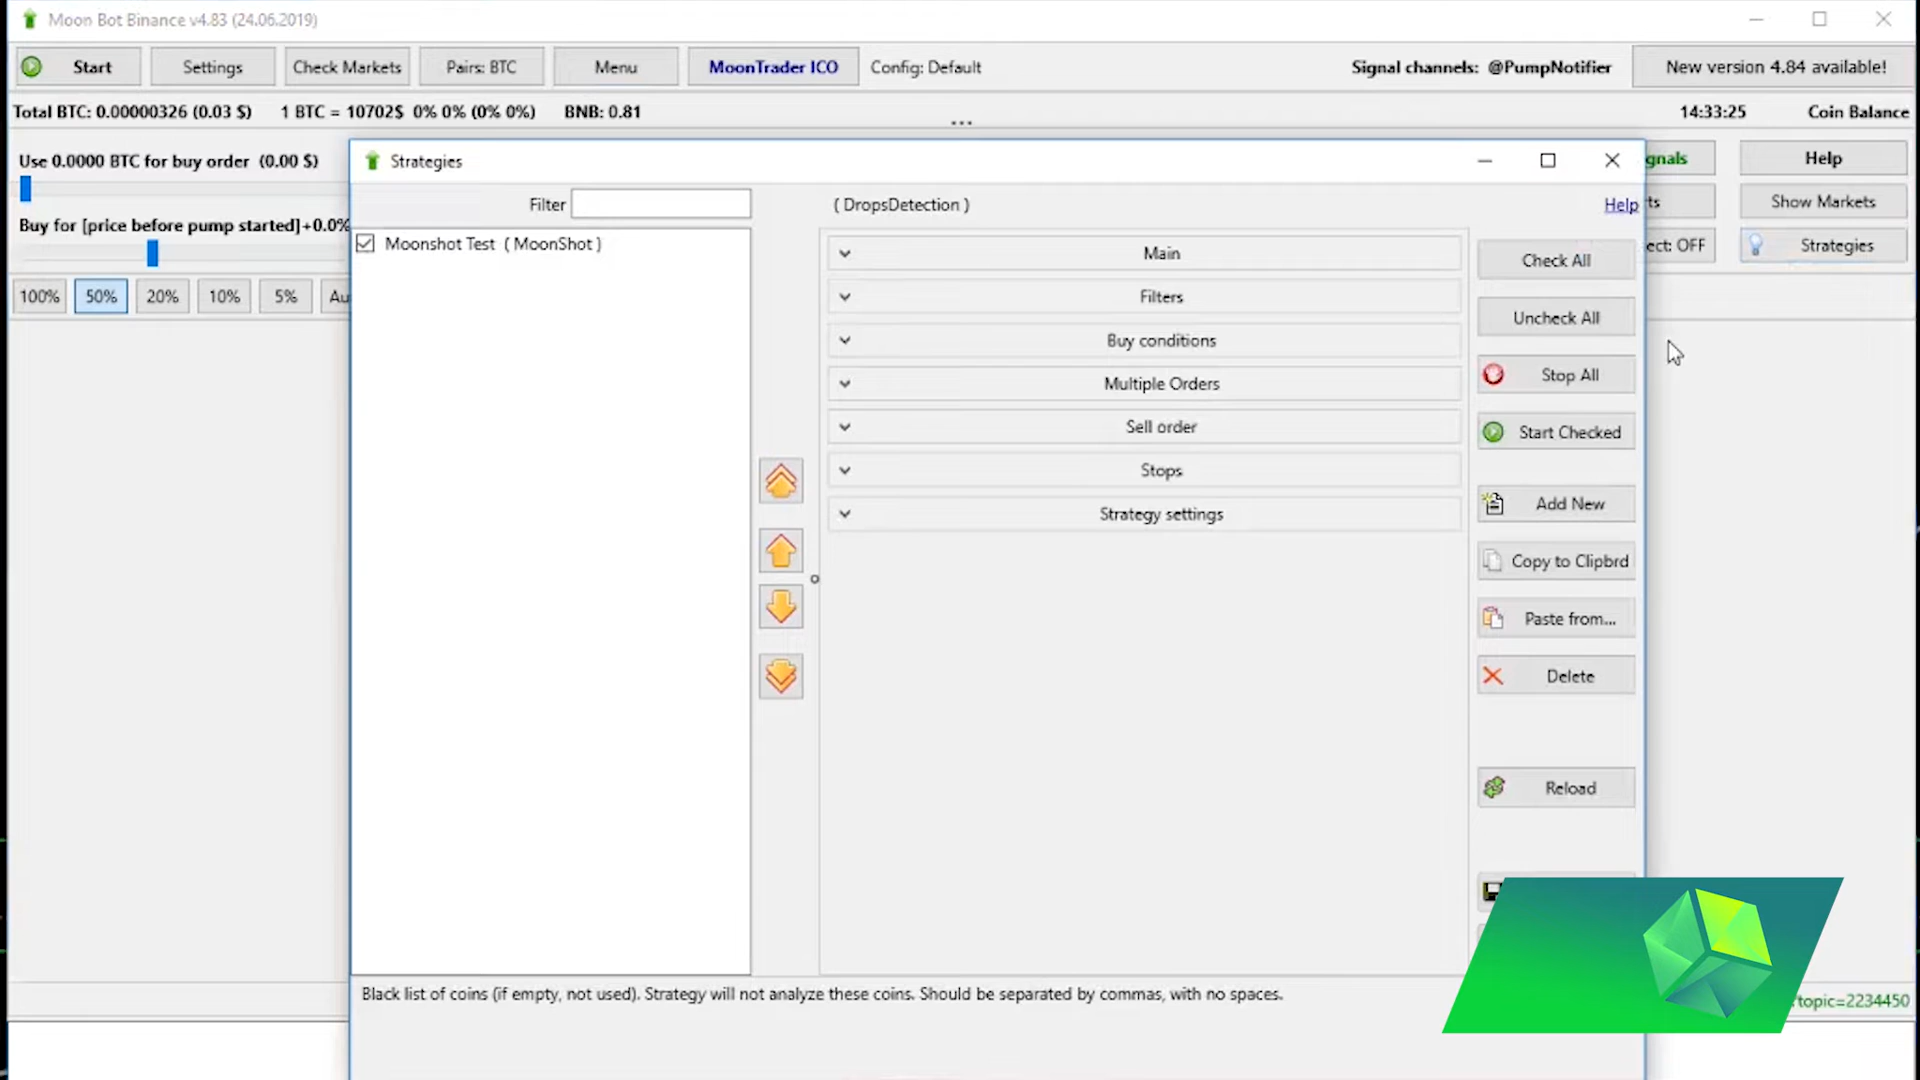 Moon Bot Binance v4.83 (24.06.2019)
Start
Settings
Check Markets
Pairs: BTC
Menu
MoonTrader ICO
Config: Default
Signal channels: @PumpNotifier
New version 4.84 available!
Total BTC: 0.00000326 (0.03 $)
1 BTC = 10702$ 0% 0% (0% 0%)
BNB: 0.81
...
14:33:25
Coin Balance
Use 0.0000 BTC for buy order (0.00 $)
Buy for [price before pump started]+0.0%
100%
50%
20%
10%
5%
Au
Strategies
Filter
( DropsDetection )
Help
Moonshot Test ( MoonShot )
Main
Filters
Buy conditions
Multiple Orders
Sell order
Stops
Strategy settings
Check All
Uncheck All
Stop All
Start Checked
Add New
Copy to Clipbrd
Paste from...
Delete
Reload
gnals
Help
ts
Show Markets
ect: OFF
Strategies
Black list of coins (if empty, not used). Strategy will not analyze these coins. Should be separated by commas, with no spaces.
topic=2234450